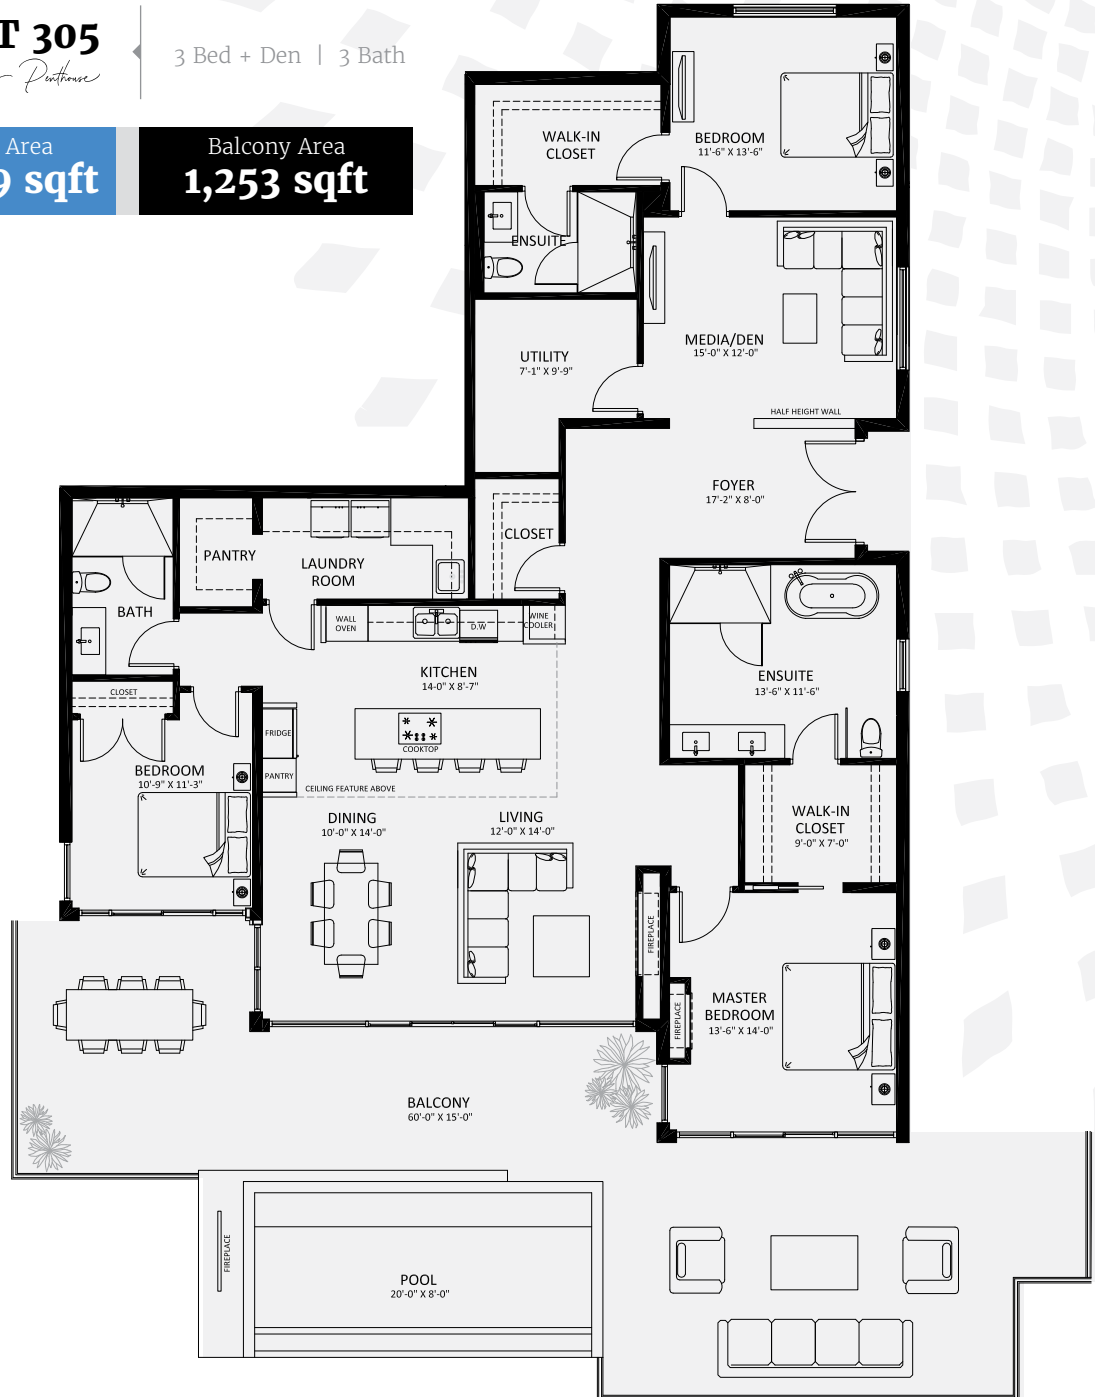 T 305
Penthouse
3 Bed + Den | 3 Bath
Area
9 sqft
Balcony Area
1,253 sqft
WALK-IN
CLOSET
BEDROOM
11'-6" X 13'-6"
ENSUITE
MEDIA/DEN
15'-0" X 12'-0"
UTILITY
7'-1" X 9'-9"
HALF HEIGHT WALL
FOYER
17'-2" X 8'-0"
CLOSET
PANTRY
LAUNDRY
ROOM
BATH
WALL
OVEN
D.W
WINE
COOLER
KITCHEN
14-0" X 8'-7"
ENSUITE
13'-6" X 11'-6"
CLOSET
FRIDGE
COOKTOP
BEDROOM
10'-9" X 11'-3"
PANTRY
CEILING FEATURE ABOVE
DINING
10'-0" X 14'-0"
LIVING
12'-0" X 14'-0"
WALK-IN
CLOSET
9'-0" X 7'-0"
FIREPLACE
FIREPLACE
MASTER
BEDROOM
13'-6" X 14'-0"
BALCONY
60'-0" X 15'-0"
FIREPLACE
POOL
20'-0" X 8'-0"